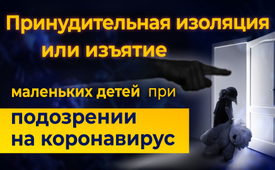 Принудительная изоляция
или изъятие
маленьких детей при
подозрении
на коронавирус